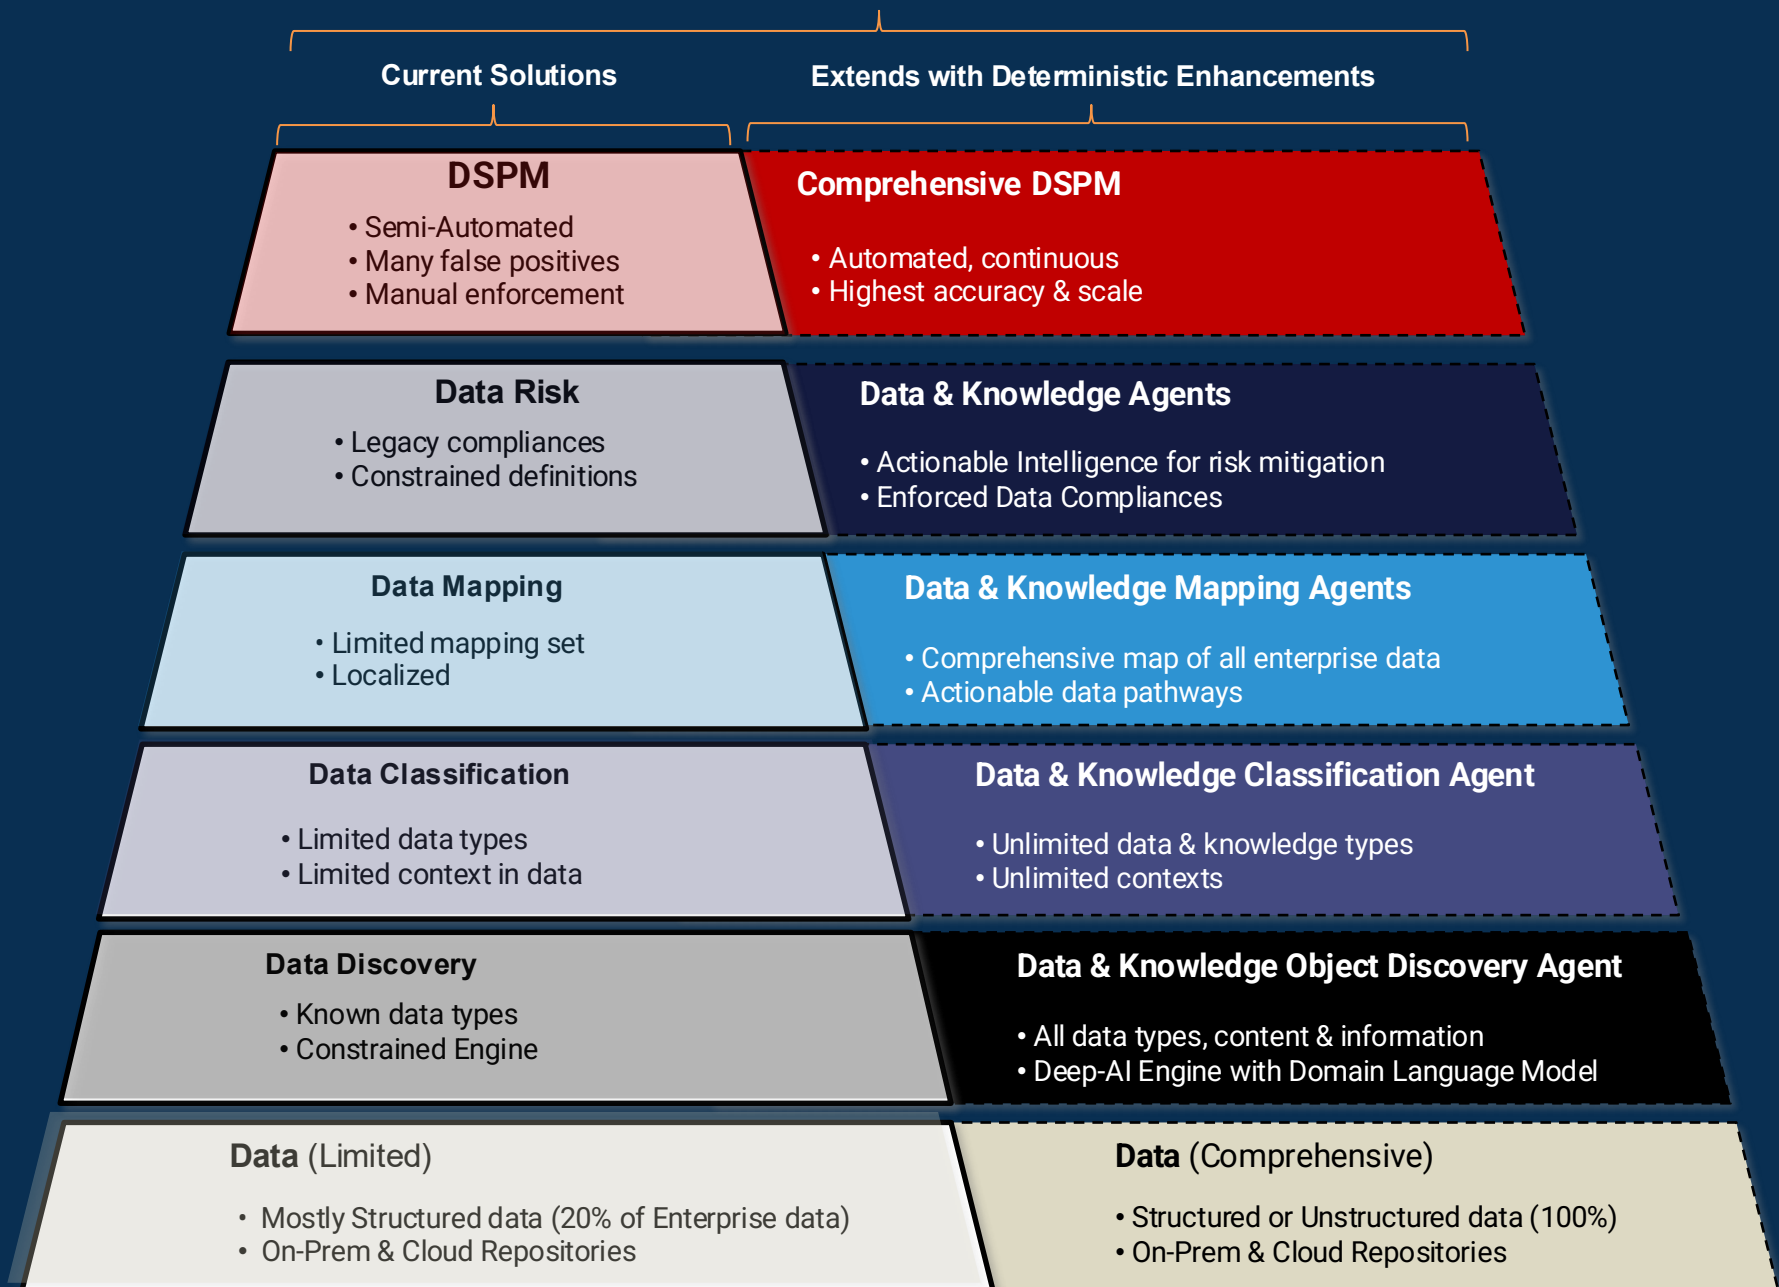 Current Solutions
Extends with Deterministic Enhancements
DSPM
• Semi-Automated
• Many false positives
• Manual enforcement
Comprehensive DSPM
• Automated, continuous
• Highest accuracy & scale
Data Risk
• Legacy compliances
• Constrained definitions
Data & Knowledge Agents
• Actionable Intelligence for risk mitigation
• Enforced Data Compliances
Data Mapping
• Limited mapping set
• Localized
Data & Knowledge Mapping Agents
• Comprehensive map of all enterprise data
• Actionable data pathways
Data Classification
• Limited data types
• Limited context in data
Data & Knowledge Classification Agent
• Unlimited data & knowledge types
• Unlimited contexts
Data Discovery
• Known data types
• Constrained Engine
Data & Knowledge Object Discovery Agent
• All data types, content & information
• Deep-AI Engine with Domain Language Model
Data (Limited)
• Mostly Structured data (20% of Enterprise data)
• On-Prem & Cloud Repositories
Data (Comprehensive)
• Structured or Unstructured data (100%)
• On-Prem & Cloud Repositories